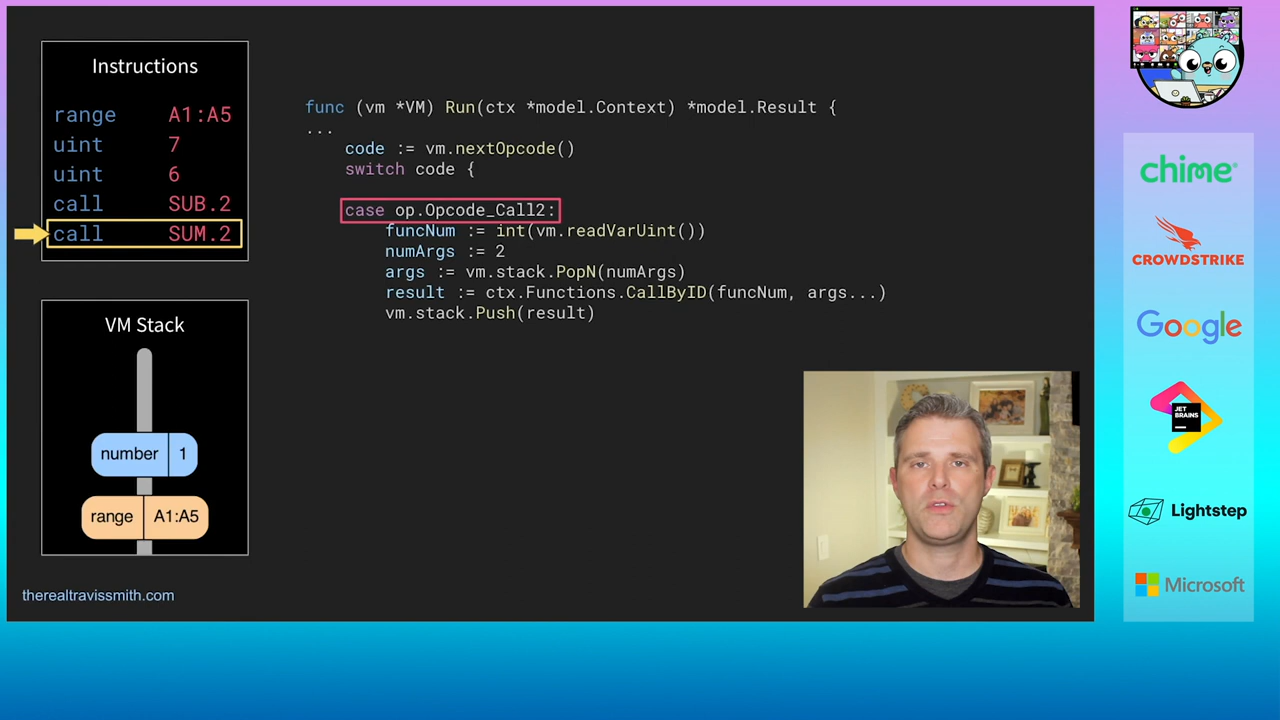 Instructions
range A1:A5
uint 7
uint 6
call SUB.2
call SUM.2
VM Stack
number 1
range A1:A5
therealtravissmith.com
func (vm *VM) Run(ctx *model.Context) *model.Result {
...
code := vm.nextOpcode()
switch code {
case op.Opcode_Call2:
funcNum := int(vm.readVarUint())
numArgs := 2
args := vm.stack.PopN(numArgs)
result := ctx.Functions.CallByID(funcNum, args...)
vm.stack.Push(result)
chime®
CROWDSTRIKE
Google
JET
BRAINS
Lightstep
Microsoft